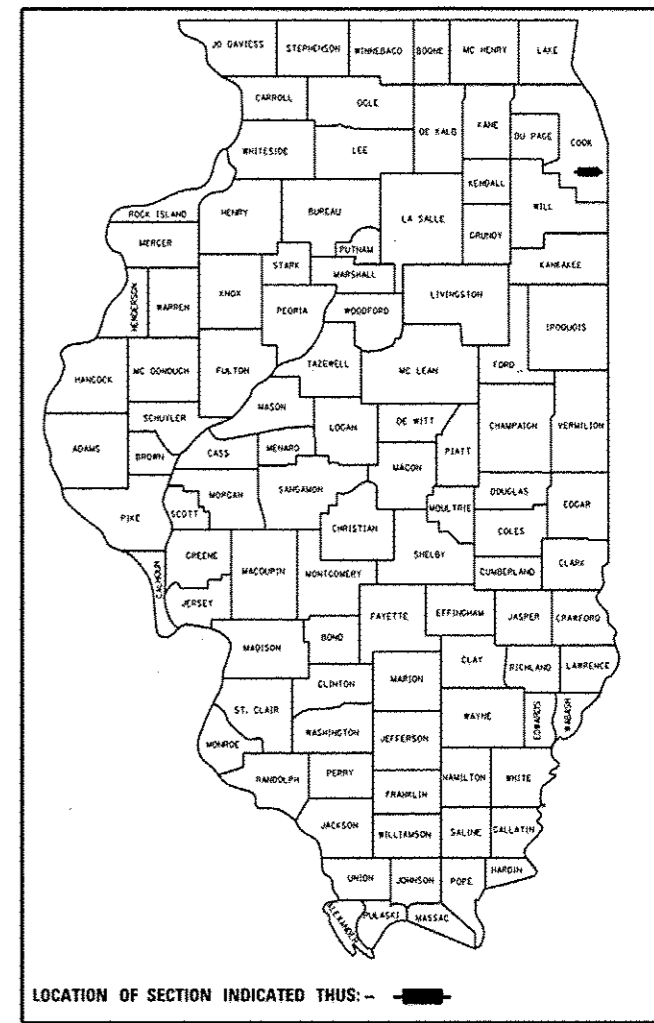 JO DAVIESS
STEPHENSON
WINNEBAGO
BOONE
MC HENRY
LAKE
CARROLL
OGLE
DE KALB
KANE
DU PAGE
COOK
WHITESIDE
LEE
KENDALL
WILL
ROCK ISLAND
HENRY
BUREAU
LA SALLE
GRUNDY
MERCER
PUTNAM
STARK
MARSHALL
KANKAKEE
HENDERSON
WARREN
KNOX
PEORIA
WOODFORD
LIVINGSTON
IROQUOIS
HANCOCK
MC DONOUGH
FULTON
TAZEWELL
MC LEAN
FORD
MASON
SCHUYLER
LOGAN
DE WITT
CHAMPAIGN
VERMILION
ADAMS
BROWN
CASS
MENARD
PIATT
MACON
MORGAN
SANGAMON
DOUGLAS
PIKE
SCOTT
CHRISTIAN
MOULTRIE
EDGAR
COLES
GREENE
SHELBY
CALHOUN
MACOUPIN
MONTGOMERY
CUMBERLAND
CLARK
JERSEY
FAYETTE
EFFINGHAM
JASPER
CRAWFORD
MADISON
BOND
CLAY
RICHLAND
LAWRENCE
CLINTON
MARION
ST. CLAIR
WAYNE
EDWARDS
WABASH
WASHINGTON
JEFFERSON
MONROE
RANDOLPH
PERRY
HAMILTON
WHITE
FRANKLIN
JACKSON
WILLIAMSON
SALINE
GALLATIN
UNION
JOHNSON
POPE
HARDIN
ALEXANDER
PULASKI
MASSAC
LOCATION OF SECTION INDICATED THUS: -